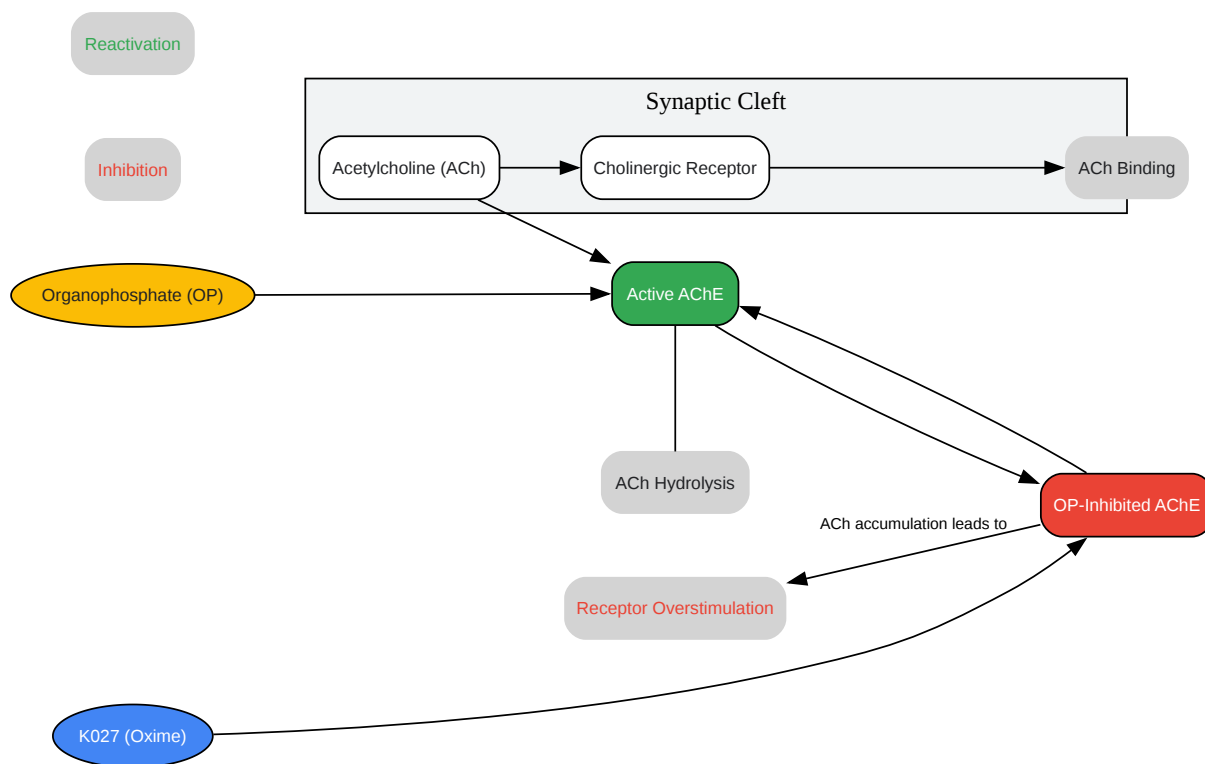 Reactivation
Synaptic Cleft
Inhibition
Acetylcholine (ACh)
Cholinergic Receptor
ACh Binding
Organophosphate (OP)
Active AChE
ACh Hydrolysis
OP-Inhibited AChE
ACh accumulation leads to
Receptor Overstimulation
K027 (Oxime)